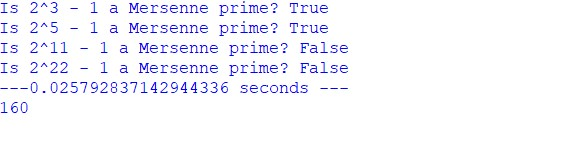 Is 2^3 - 1 a Mersenne prime? True
Is 2^5 - 1 a Mersenne prime? True
Is 2^11 - 1 a Mersenne prime? False
Is 2^22 - 1 a Mersenne prime? False
---0.025792837142944336 seconds ---
160